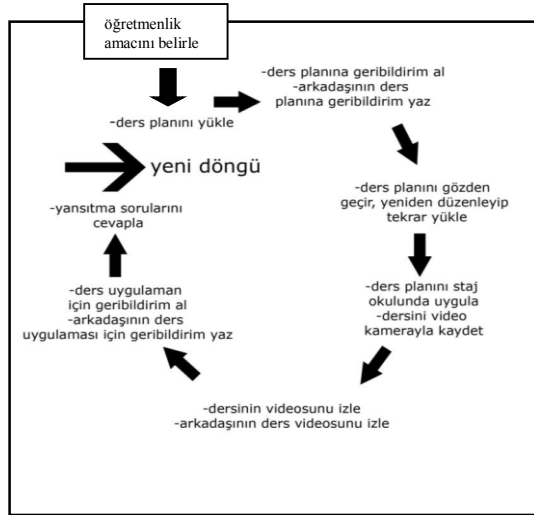 öğretmenlik
amacını belirle
-ders planını yükle
-ders planına geribildirim al
-arkadaşının ders
planına geribildirim yaz
-ders planını gözden
geçir, yeniden düzenleyip
tekrar yükle
-ders planını staj
okulunda uygula
-dersini video
kamerayla kaydet
-dersinin videosunu izle
-arkadaşının ders videosunu izle
-ders uygulaman
için geribildirim al
-arkadaşının ders
uygulaması için geribildirim yaz
-yansıtma sorularını
cevapla
yeni döngü